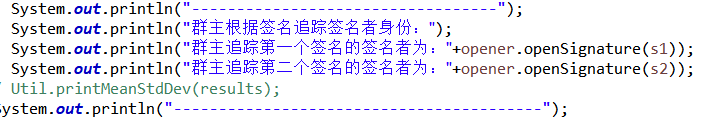 System.out.println("----------------------------------");
System.out.println("群主根据签名追踪签名者身份：");
System.out.println("群主追踪第一个签名的签名者为："+opener.openSignature(s1));
System.out.println("群主追踪第二个签名的签名者为："+opener.openSignature(s2));
/ Util.printMeanStdDev(results);
System.out.println("-----------------------------------------");